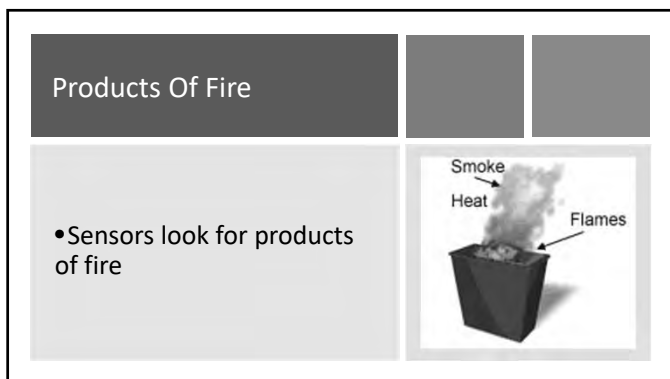 Products Of Fire
•Sensors look for products
of fire
Smoke
Heat
Flames